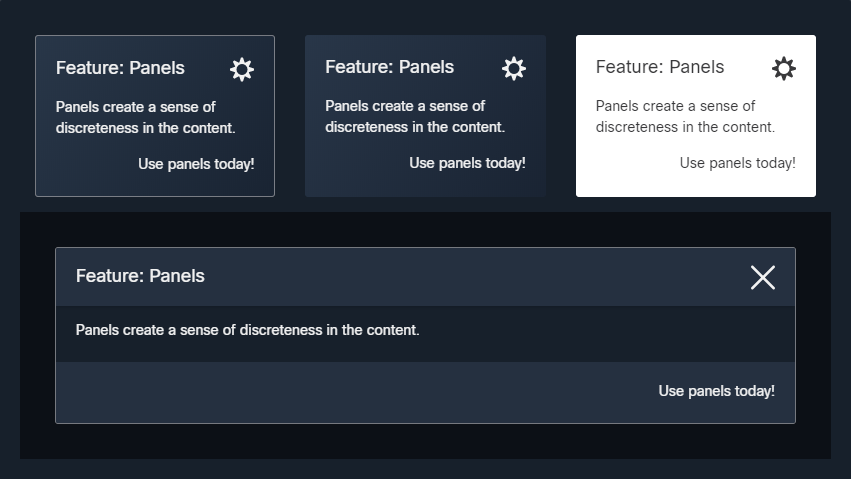 Feature: Panels
Panels create a sense of
discreteness in the content.
Use panels today!
Feature: Panels
Panels create a sense of
discreteness in the content.
Use panels today!
Feature: Panels
Panels create a sense of
discreteness in the content.
Use panels today!
Feature: Panels
Panels create a sense of discreteness in the content.
Use panels today!